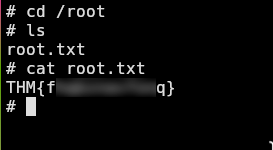 # cd /root
# ls
root.txt
# cat root.txt
THM{f q}
#